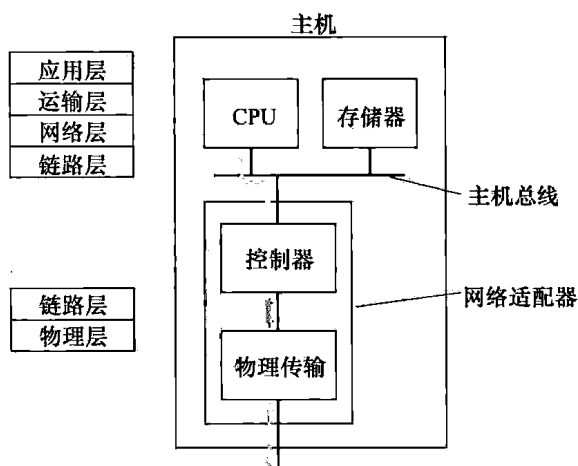 主机
应用层
运输层
网络层
链路层
CPU
存储器
主机总线
控制器
网络适配器
链路层
物理层
物理传输